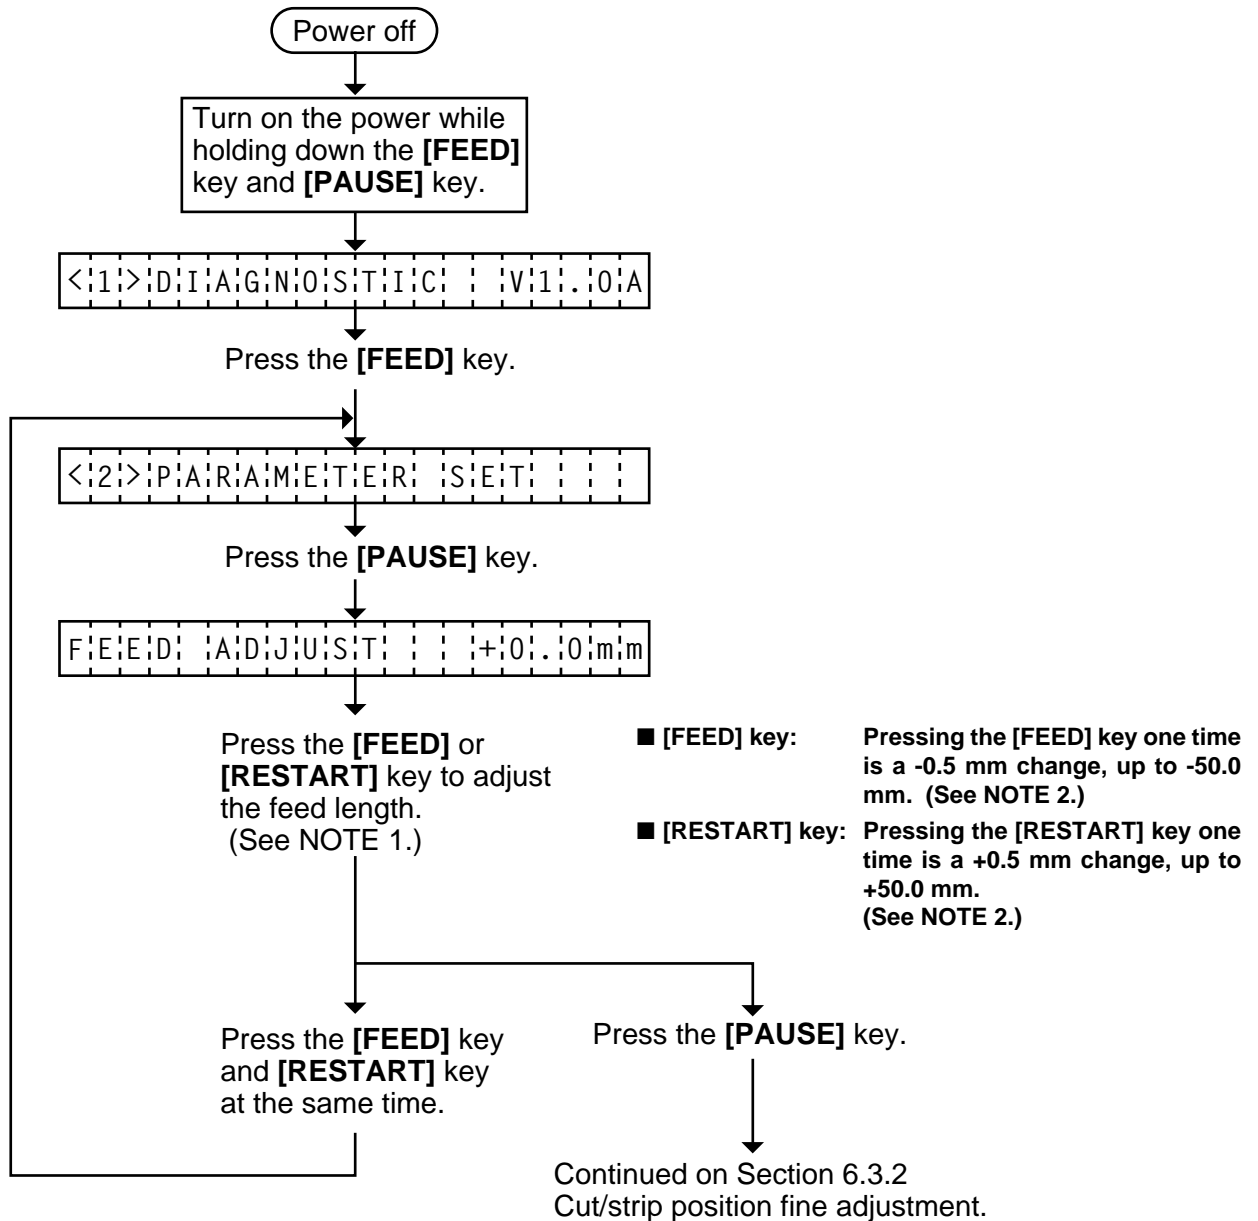 Power off
Turn on the power while
holding down the [FEED]
key and [PAUSE] key.
<1>DIAGNOSTIC  V1.0A
Press the [FEED] key.
<2>PARAMETER SET
Press the [PAUSE] key.
FEED ADJUST  +0.0mm
Press the [FEED] or
[RESTART] key to adjust
the feed length.
(See NOTE 1.)
■ [FEED] key: Pressing the [FEED] key one time
is a -0.5 mm change, up to -50.0
mm. (See NOTE 2.)
■ [RESTART] key: Pressing the [RESTART] key one
time is a +0.5 mm change, up to
+50.0 mm.
(See NOTE 2.)
Press the [FEED] key
and [RESTART] key
at the same time.
Press the [PAUSE] key.
Continued on Section 6.3.2
Cut/strip position fine adjustment.